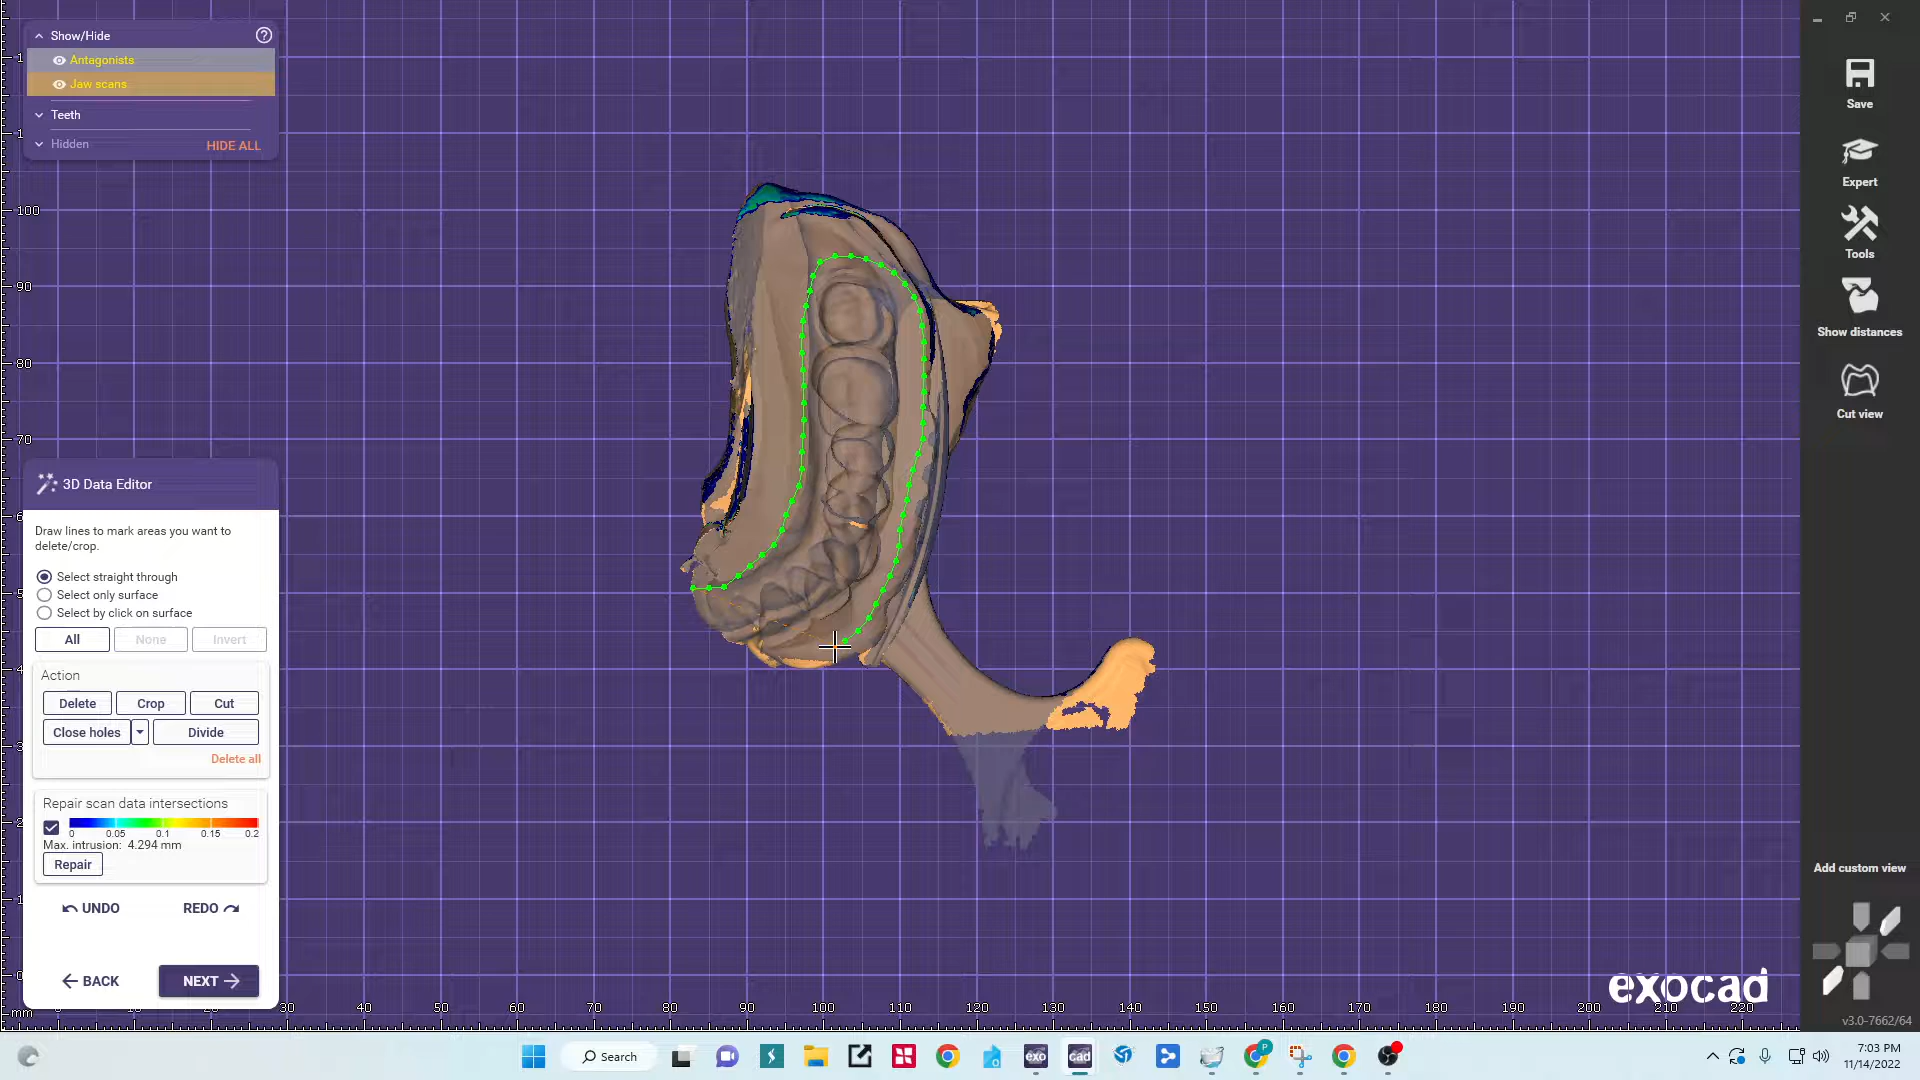 Show/Hide
Antagonists
Jaw scans
Teeth
Hidden
HIDE ALL
Save
Expert
Tools
Show distances
Cut view
100
90
80
70
3D Data Editor
Draw lines to mark areas you want to
delete/crop.
Select straight through
Select only surface
Select by click on surface
All
None
Invert
Action
Delete
Crop
Cut
Close holes
Divide
Delete all
Repair scan data intersections
0 0.05 0.1 0.15 0.2
Max. intrusion: 4.294 mm
Repair
UNDO
REDO
BACK
NEXT
Add custom view
exocad
v3.0-7662/64
mm
30 40 50 60 70 80 90 100 110 120 130 140 150 160 170 180 190 200 210 220
Search
exo
cad
P
7:03 PM
11/14/2022